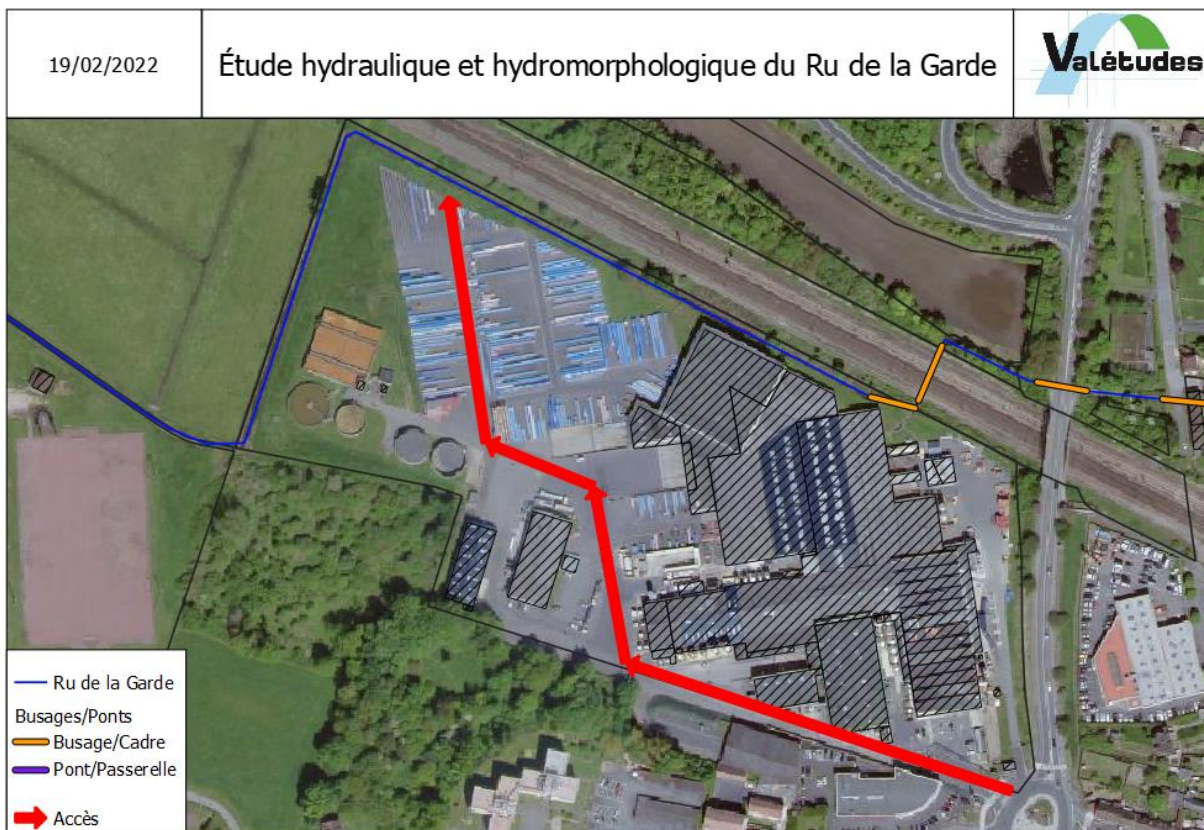 19/02/2022
Étude hydraulique et hydromorphologique du Ru de la Garde
Valétudes
Ru de la Garde
Busages/Ponts
Busage/Cadre
Pont/Passerelle
Accès